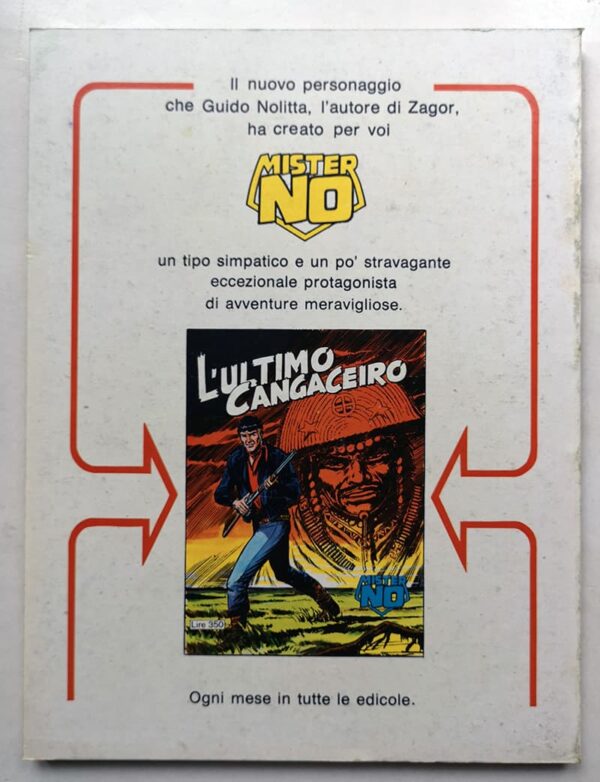 Il nuovo personaggio
che Guido Nolitta, l'autore di Zagor,
ha creato per voi
MISTER
NO
un tipo simpatico e un po' stravagante
eccezionale protagonista
di avventure meravigliose.
L'ULTIMO
CANGACEIRO
MISTER
NO
Lire 350
Ogni mese in tutte le edicole.